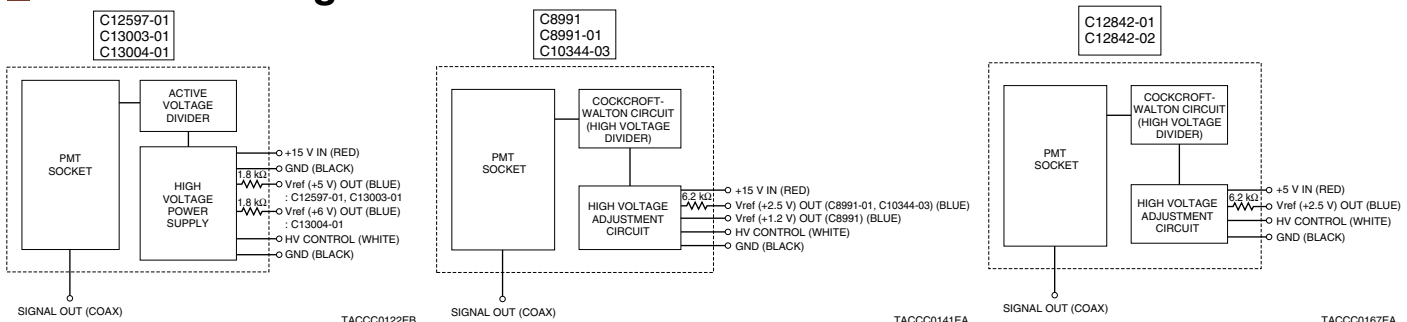 C12597-01
C13003-01
C13004-01
PMT
SOCKET
ACTIVE
VOLTAGE
DIVIDER
HIGH
VOLTAGE
POWER
SUPPLY
+15 V IN (RED)
GND (BLACK)
1.8 kΩ
Vref (+5 V) OUT (BLUE)
: C12597-01, C13003-01
1.8 kΩ
Vref (+6 V) OUT (BLUE)
: C13004-01
HV CONTROL (WHITE)
GND (BLACK)
SIGNAL OUT (COAX)
TACCC0122EB
C8991
C8991-01
C10344-03
PMT
SOCKET
COCKCROFT-
WALTON CIRCUIT
(HIGH VOLTAGE
DIVIDER)
HIGH VOLTAGE
ADJUSTMENT
CIRCUIT
+15 V IN (RED)
6.2 kΩ
Vref (+2.5 V) OUT (C8991-01, C10344-03) (BLUE)
Vref (+1.2 V) OUT (C8991) (BLUE)
HV CONTROL (WHITE)
GND (BLACK)
SIGNAL OUT (COAX)
TACCC0141EA
C12842-01
C12842-02
PMT
SOCKET
COCKCROFT-
WALTON CIRCUIT
(HIGH VOLTAGE
DIVIDER)
HIGH VOLTAGE
ADJUSTMENT
CIRCUIT
+5 V IN (RED)
6.2 kΩ
Vref (+2.5 V) OUT (BLUE)
HV CONTROL (WHITE)
GND (BLACK)
SIGNAL OUT (COAX)
TACCC0167EA